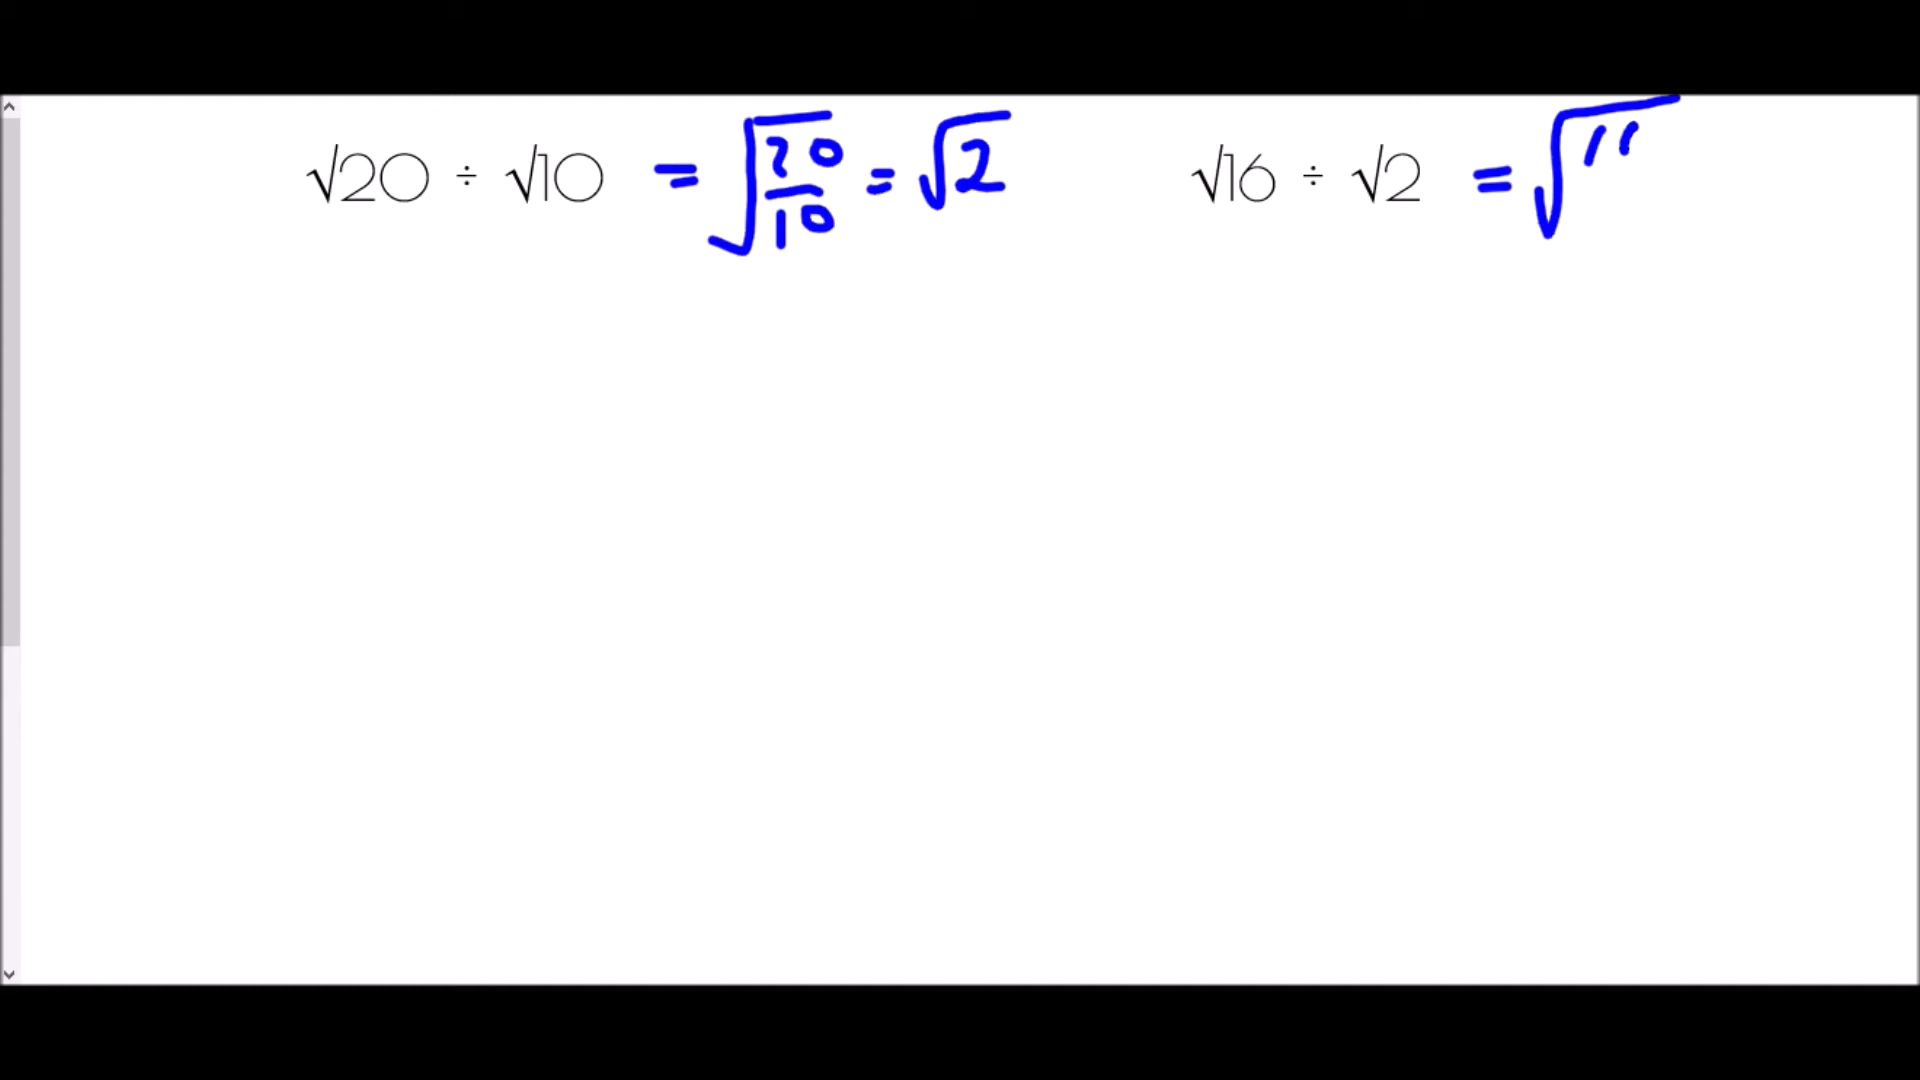 √20 ÷ √10 = √(20/10) = √2
√16 ÷ √2 = √